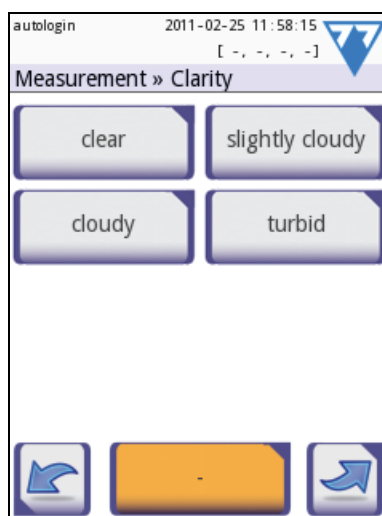 autologin 2011-02-25 11:58:15
[ -, -, -, -]
Measurement » Clarity
clear slightly cloudy
cloudy turbid
-